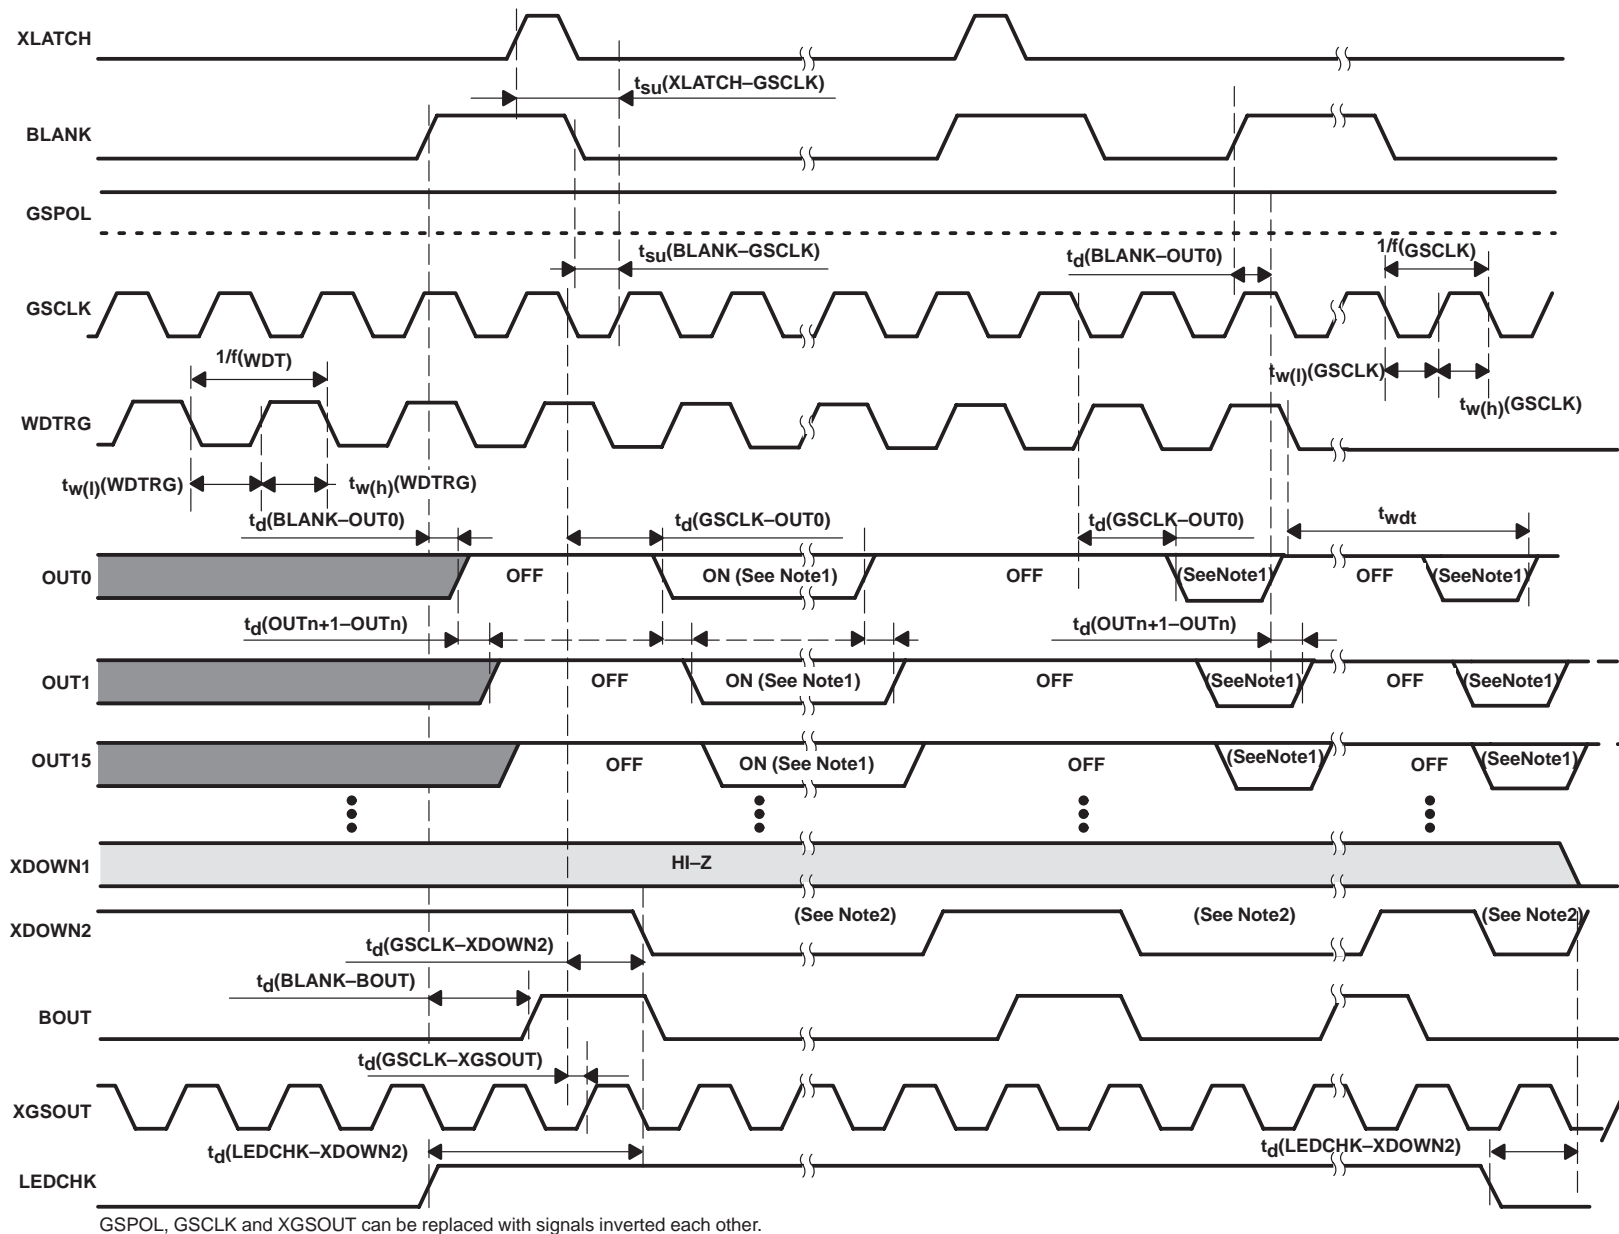 XLATCH
tsu(XLATCH–GSCLK)
BLANK
GSPOL
tsu(BLANK–GSCLK)
td(BLANK–OUT0)
1/f(GSCLK)
GSCLK
1/f(WDT)
tw(l)(GSCLK)
tw(h)(GSCLK)
WDTRG
tw(l)(WDTRG)
tw(h)(WDTRG)
td(BLANK–OUT0)
td(GSCLK–OUT0)
td(GSCLK–OUT0)
twdt
OUT0
OFF
ON (See Note1)
OFF
(SeeNote1)
OFF
(SeeNote1)
td(OUTn+1–OUTn)
td(OUTn+1–OUTn)
OUT1
OFF
ON (See Note1)
OFF
(SeeNote1)
OFF
(SeeNote1)
OUT15
OFF
ON (See Note1)
OFF
(SeeNote1)
OFF
(SeeNote1)
XDOWN1
HI–Z
XDOWN2
(See Note2)
(See Note2)
(See Note2)
td(GSCLK–XDOWN2)
td(BLANK–BOUT)
BOUT
td(GSCLK–XGSOUT)
XGSOUT
td(LEDCHK–XDOWN2)
td(LEDCHK–XDOWN2)
LEDCHK
GSPOL, GSCLK and XGSOUT can be replaced with signals inverted each other.